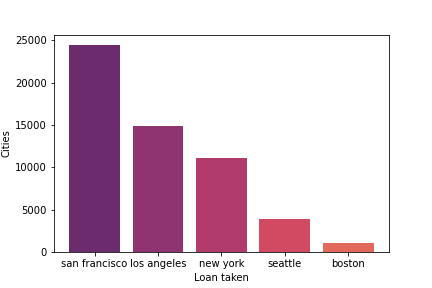 25000
20000
15000
10000
5000
0
Cities
san francisco los angeles new york seattle boston
Loan taken